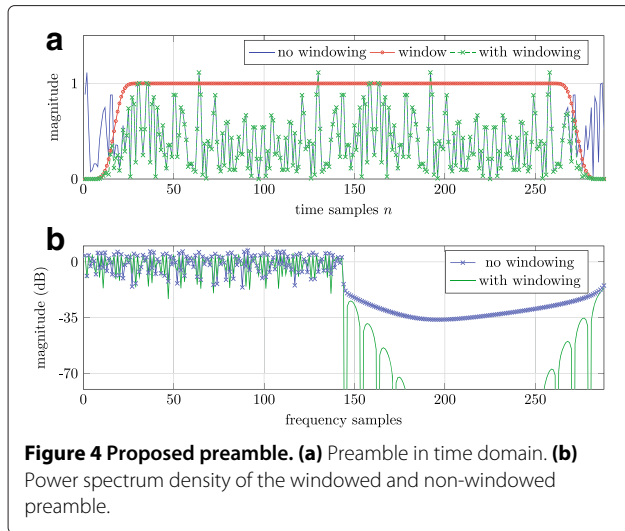 a
no windowing window with windowing
magnitude
1
0
0 50 100 150 200 250
time samples n
b
no windowing
with windowing
magnitude (dB)
0
-35
-70
0 50 100 150 200 250
frequency samples
Figure 4 Proposed preamble. (a) Preamble in time domain. (b)
Power spectrum density of the windowed and non-windowed
preamble.